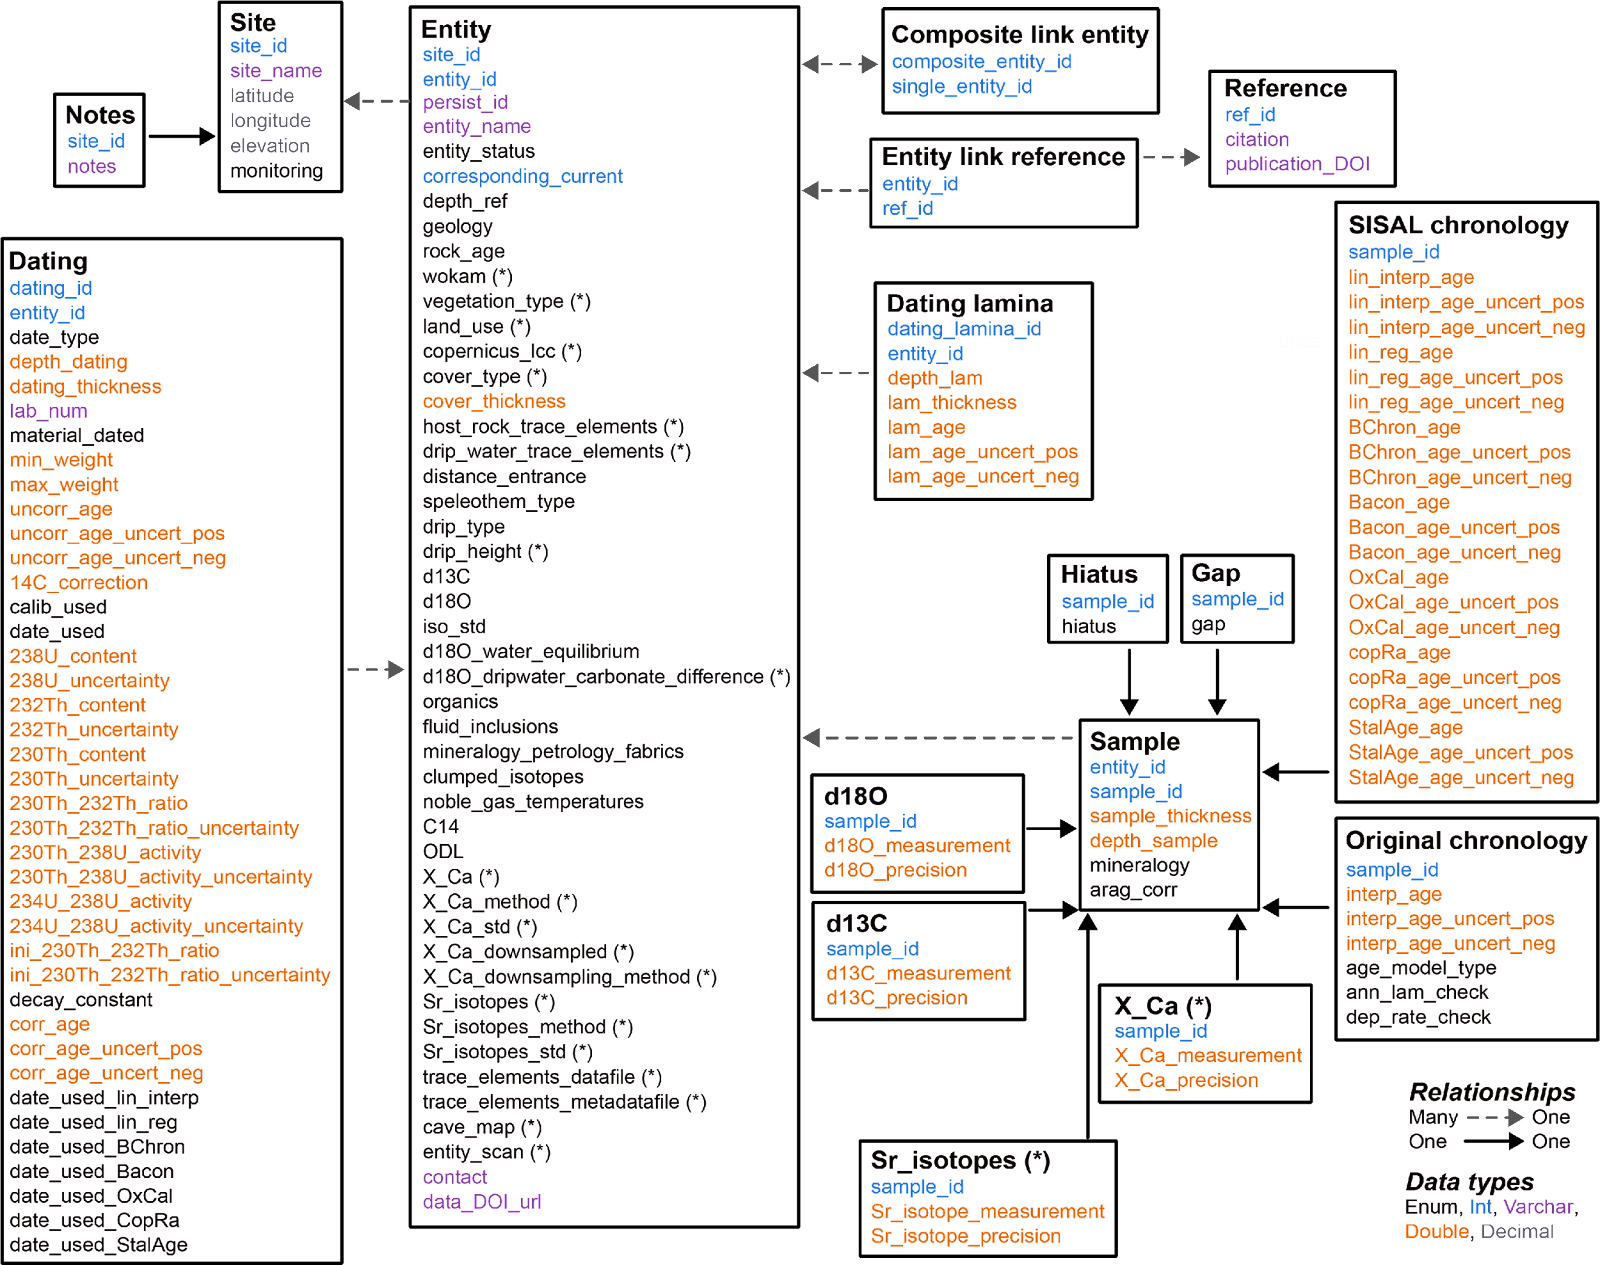 Site
site_id
site_name
latitude
longitude
elevation
monitoring
Notes
site_id
notes
Dating
dating_id
entity_id
date_type
depth_dating
dating_thickness
lab_num
material_dated
min_weight
max_weight
uncorr_age
uncorr_age_uncert_pos
uncorr_age_uncert_neg
14C_correction
calib_used
date_used
238U_content
238U_uncertainty
232Th_content
232Th_uncertainty
230Th_content
230Th_uncertainty
230Th_232Th_ratio
230Th_232Th_ratio_uncertainty
230Th_238U_activity
230Th_238U_activity_uncertainty
234U_238U_activity
234U_238U_activity_uncertainty
ini_230Th_232Th_ratio
ini_230Th_232Th_ratio_uncertainty
decay_constant
corr_age
corr_age_uncert_pos
corr_age_uncert_neg
date_used_lin_interp
date_used_lin_reg
date_used_BChron
date_used_Bacon
date_used_OxCal
date_used_CopRa
date_used_StalAge
Entity
site_id
entity_id
persist_id
entity_name
entity_status
corresponding_current
depth_ref
geology
rock_age
wokam (*)
vegetation_type (*)
land_use (*)
copernicus_lcc (*)
cover_type (*)
cover_thickness
host_rock_trace_elements (*)
drip_water_trace_elements (*)
distance_entrance
speleothem_type
drip_type
drip_height (*)
d13C
d18O
iso_std
d18O_water_equilibrium
d18O_dripwater_carbonate_difference (*)
organics
fluid_inclusions
mineralogy_petrology_fabrics
clumped_isotopes
noble_gas_temperatures
C14
ODL
X_Ca (*)
X_Ca_method (*)
X_Ca_std (*)
X_Ca_downsampled (*)
X_Ca_downsampling_method (*)
Sr_isotopes (*)
Sr_isotopes_method (*)
Sr_isotopes_std (*)
trace_elements_datafile (*)
trace_elements_metadatafile (*)
cave_map (*)
entity_scan (*)
contact
data_DOI_url
Composite link entity
composite_entity_id
single_entity_id
Reference
ref_id
citation
publication_DOI
Entity link reference
entity_id
ref_id
Dating lamina
dating_lamina_id
entity_id
depth_lam
lam_thickness
lam_age
lam_age_uncert_pos
lam_age_uncert_neg
SISAL chronology
sample_id
lin_interp_age
lin_interp_age_uncert_pos
lin_interp_age_uncert_neg
lin_reg_age
lin_reg_age_uncert_pos
lin_reg_age_uncert_neg
BChron_age
BChron_age_uncert_pos
BChron_age_uncert_neg
Bacon_age
Bacon_age_uncert_pos
Bacon_age_uncert_neg
OxCal_age
OxCal_age_uncert_pos
OxCal_age_uncert_neg
copRa_age
copRa_age_uncert_pos
copRa_age_uncert_neg
StalAge_age
StalAge_age_uncert_pos
StalAge_age_uncert_neg
Hiatus
sample_id
hiatus
Gap
sample_id
gap
Sample
entity_id
sample_id
sample_thickness
depth_sample
mineralogy
arag_corr
d18O
sample_id
d18O_measurement
d18O_precision
d13C
sample_id
d13C_measurement
d13C_precision
Original chronology
sample_id
interp_age
interp_age_uncert_pos
interp_age_uncert_neg
age_model_type
ann_lam_check
dep_rate_check
X_Ca (*)
sample_id
X_Ca_measurement
X_Ca_precision
Sr_isotopes (*)
sample_id
Sr_isotope_measurement
Sr_isotope_precision
Relationships
Many One
One One
Data types
Enum, Int, Varchar,
Double, Decimal